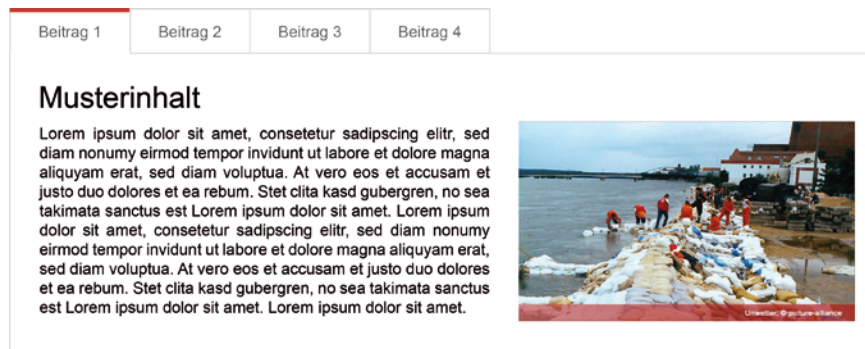 Beitrag 1 Beitrag 2 Beitrag 3 Beitrag 4
Musterinhalt
Lorem ipsum dolor sit amet, consetetur sadipscing elitr, sed
diam nonumy eirmod tempor invidunt ut labore et dolore magna
aliquyam erat, sed diam voluptua. At vero eos et accusam et
justo duo dolores et ea rebum. Stet clita kasd gubergren, no sea
takimata sanctus est Lorem ipsum dolor sit amet. Lorem ipsum
dolor sit amet, consetetur sadipscing elitr, sed diam nonumy
eirmod tempor invidunt ut labore et dolore magna aliquyam erat,
sed diam voluptua. At vero eos et accusam et justo duo dolores
et ea rebum. Stet clita kasd gubergren, no sea takimata sanctus
est Lorem ipsum dolor sit amet. Lorem ipsum dolor sit amet.
Unwetter; © picture-alliance